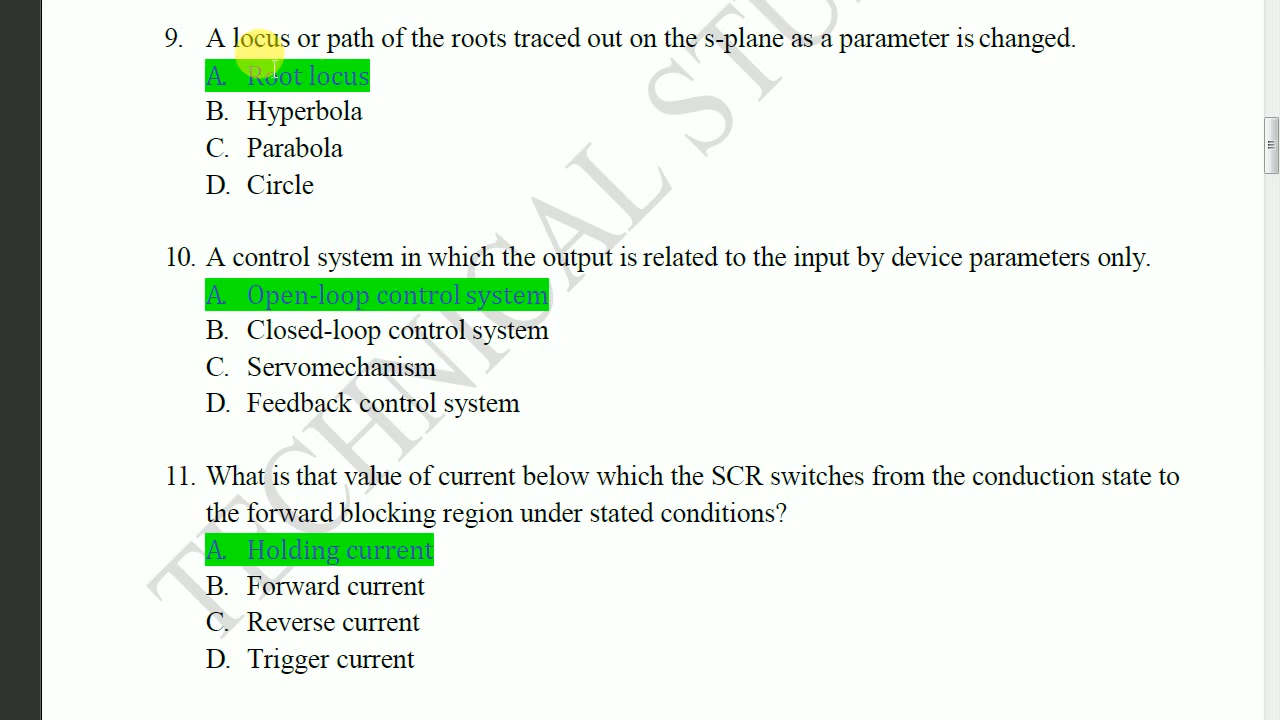 9. A locus or path of the roots traced out on the s-plane as a parameter is changed.
A. Root locus
B. Hyperbola
C. Parabola
D. Circle
10. A control system in which the output is related to the input by device parameters only.
A. Open-loop control system
B. Closed-loop control system
C. Servomechanism
D. Feedback control system
11. What is that value of current below which the SCR switches from the conduction state to
the forward blocking region under stated conditions?
A. Holding current
B. Forward current
C. Reverse current
D. Trigger current
TECHNICAL